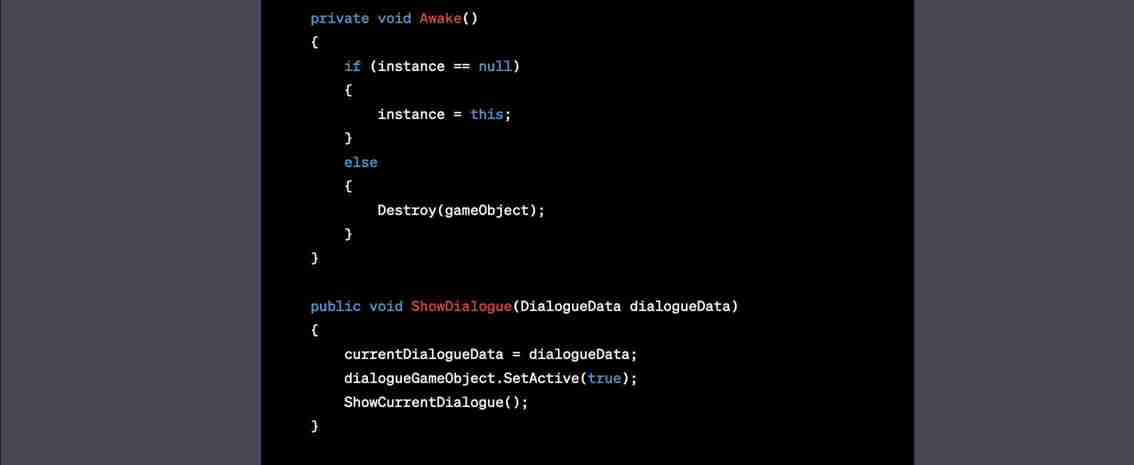 private void Awake()
{
    if (instance == null)
    {
        instance = this;
    }
    else
    {
        Destroy(gameObject);
    }
}

public void ShowDialogue(DialogueData dialogueData)
{
    currentDialogueData = dialogueData;
    dialogueGameObject.SetActive(true);
    ShowCurrentDialogue();
}